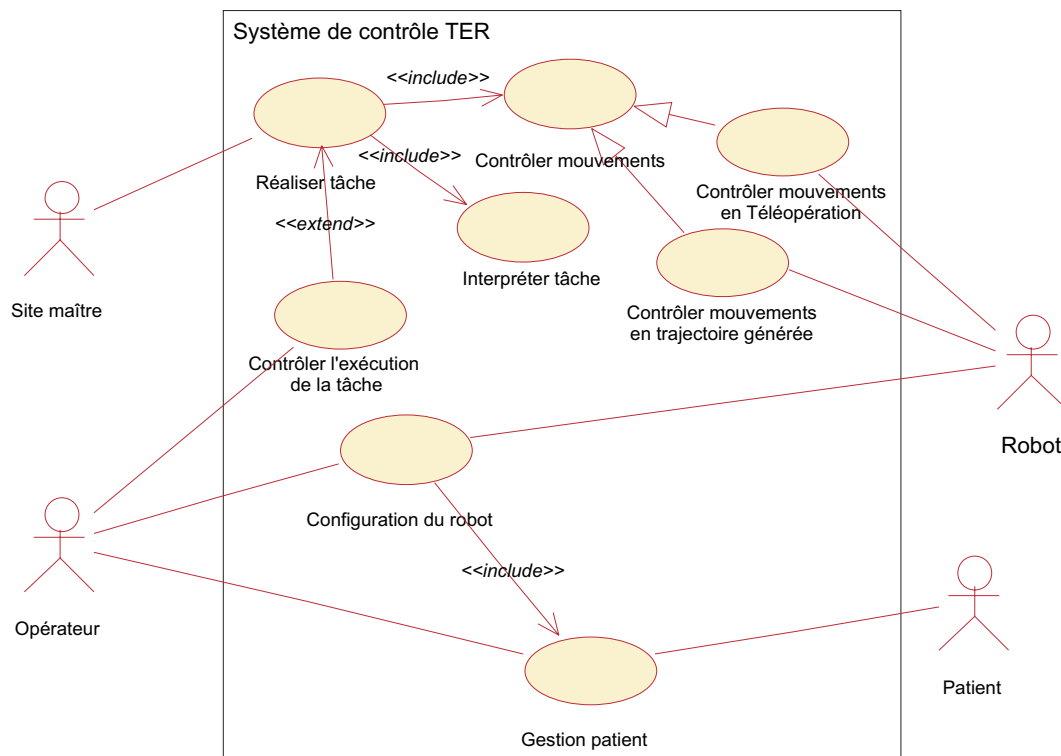 Système de contrôle TER
<<include>>
<<include>>
Contrôler mouvements
Réaliser tâche
Contrôler mouvements
en Téléopération
<<extend>>
Interpréter tâche
Site maître
Contrôler mouvements
en trajectoire générée
Contrôler l'exécution
de la tâche
Robot
Configuration du robot
<<include>>
Opérateur
Patient
Gestion patient